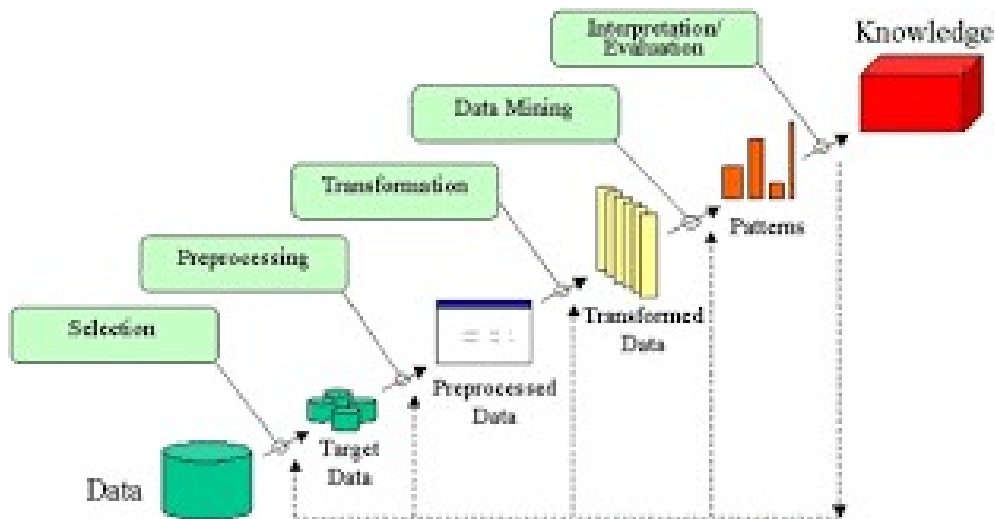 Interpretation/
Evaluation
Knowledge
Data Mining
Transformation
Patterns
Preprocessing
Transformed
Data
Selection
Preprocessed
Data
Target
Data
Data